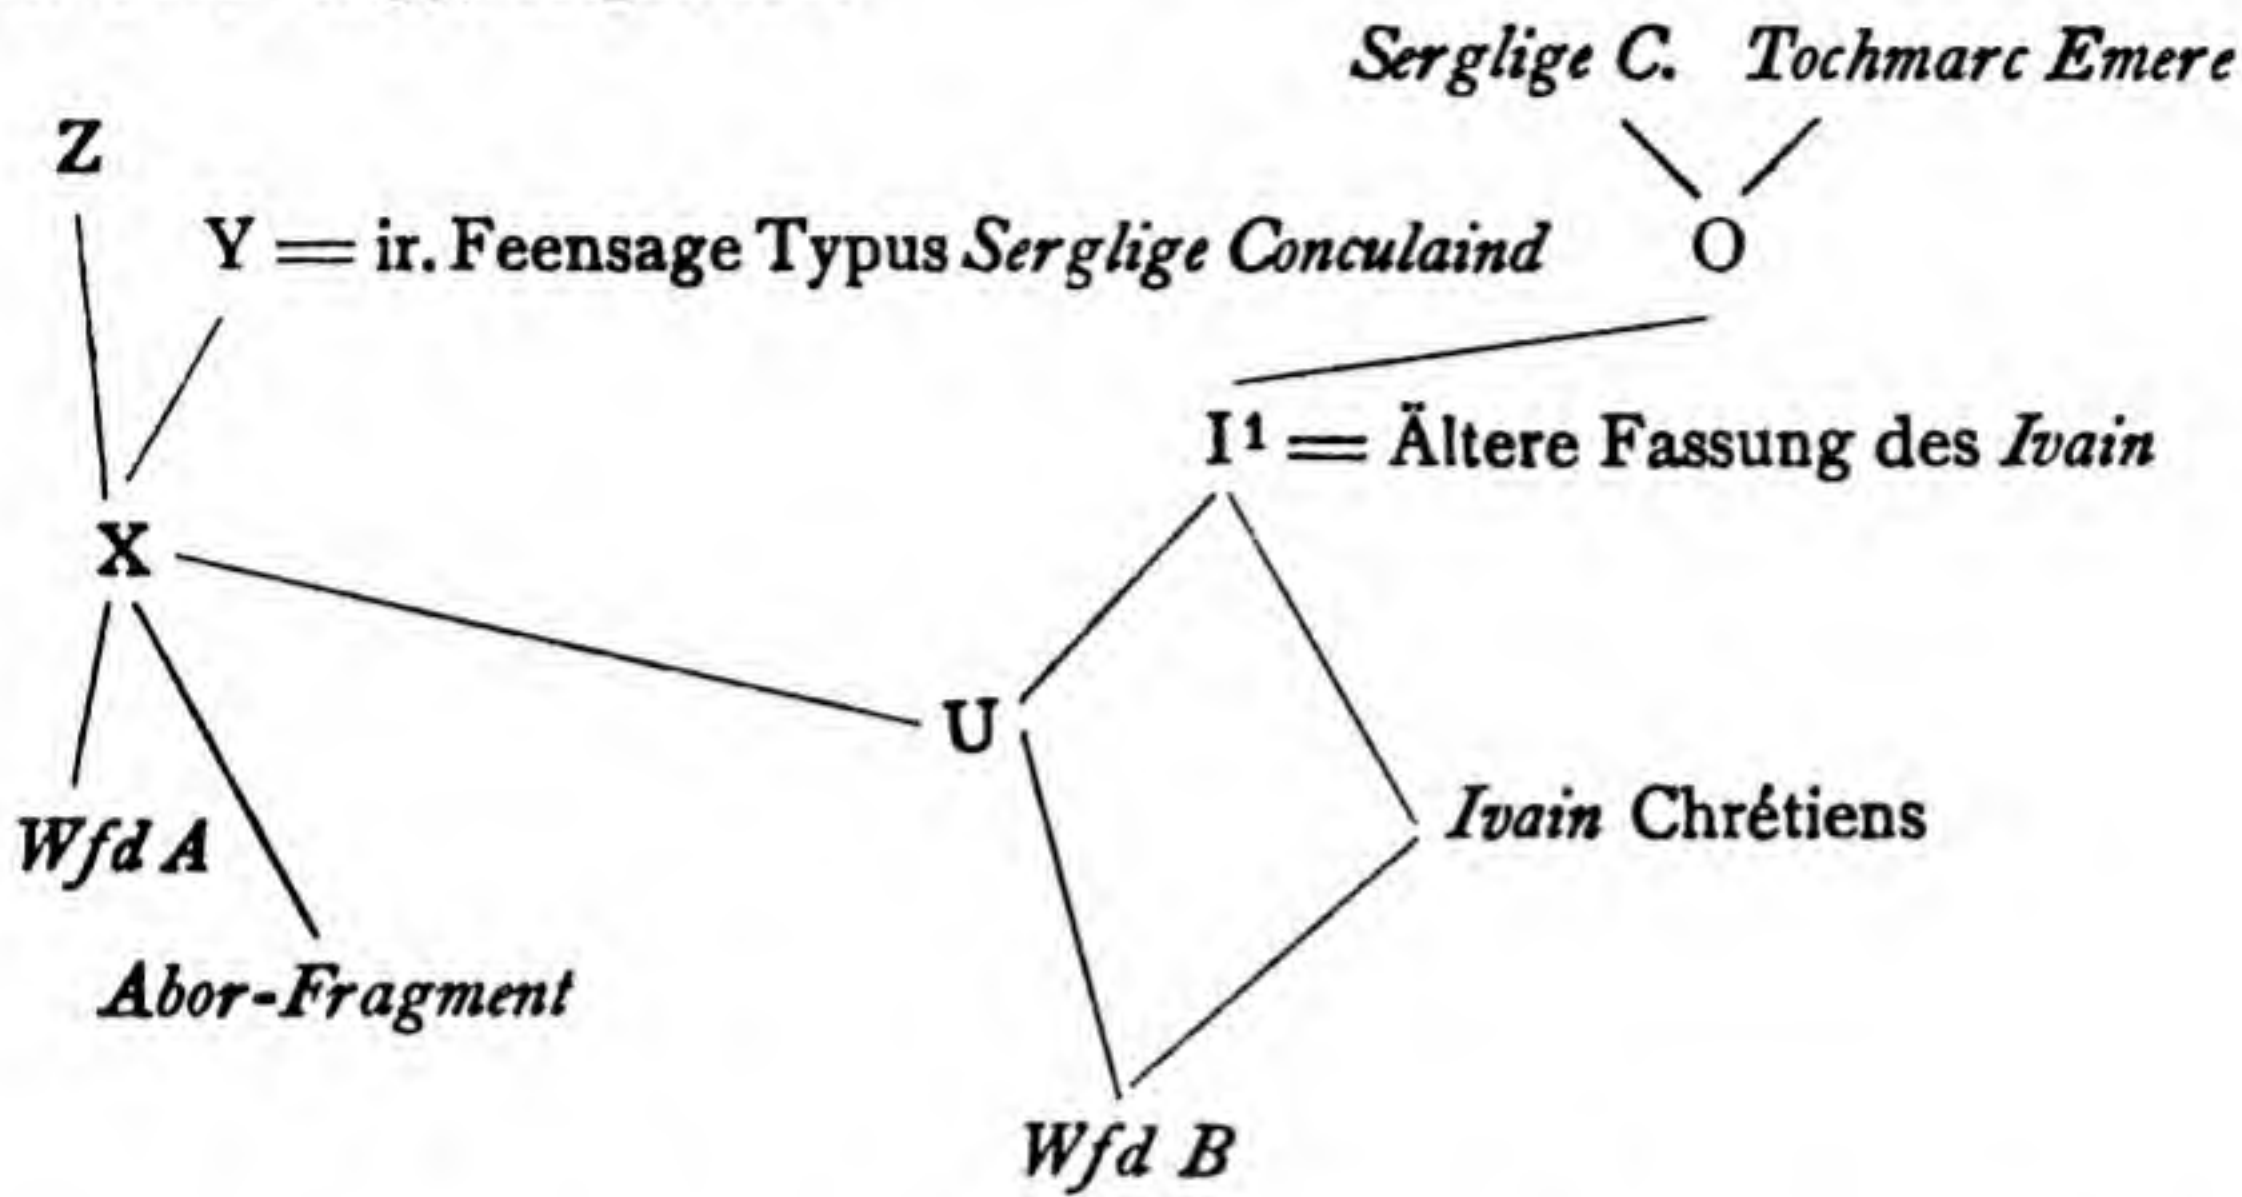 Serglige C. Tochmarc Emere
Z
Y = ir. Feensage Typus Serglige Conculaind O
I¹ = Ältere Fassung des Ivain
X
U
Ivain Chrétiens
Wfd A
Abor-Fragment
Wfd B